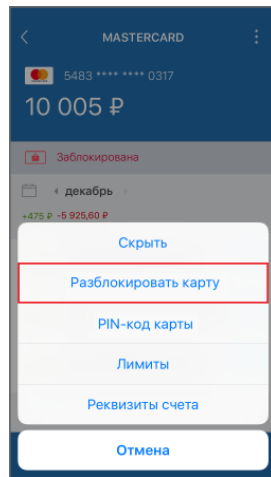 MASTERCARD
5483 **** **** 0317
10 005 ₽
Заблокирована
декабрь
+475 ₽ -5 925,60 ₽
Скрыть
Разблокировать карту
PIN-код карты
Лимиты
Реквизиты счета
Отмена